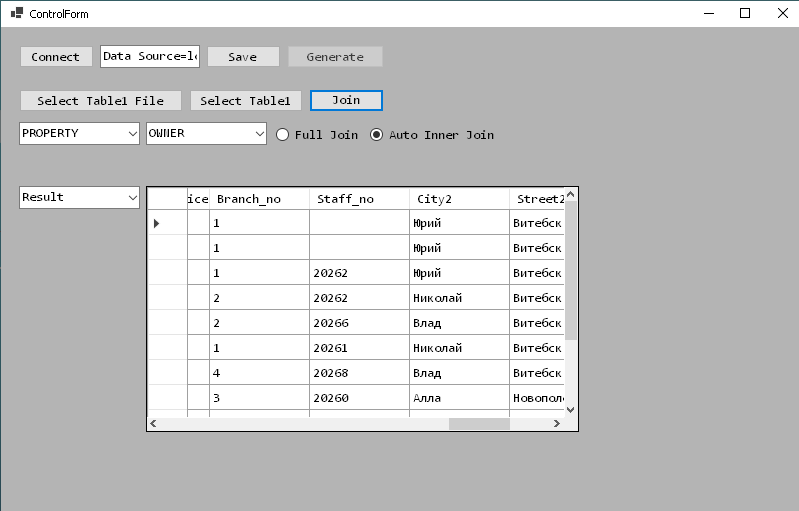 ControlForm
Connect Data Source=l Save Generate
Select Table1 File Select Table1 Join
PROPERTY OWNER Full Join Auto Inner Join
Result
ice Branch_no Staff_no City2 Street2
1 Юрий Витебск
1 Юрий Витебск
1 20262 Юрий Витебск
2 20262 Николай Витебск
2 20266 Влад Витебск
1 20261 Николай Витебск
4 20268 Влад Витебск
3 20260 Алла Новопол